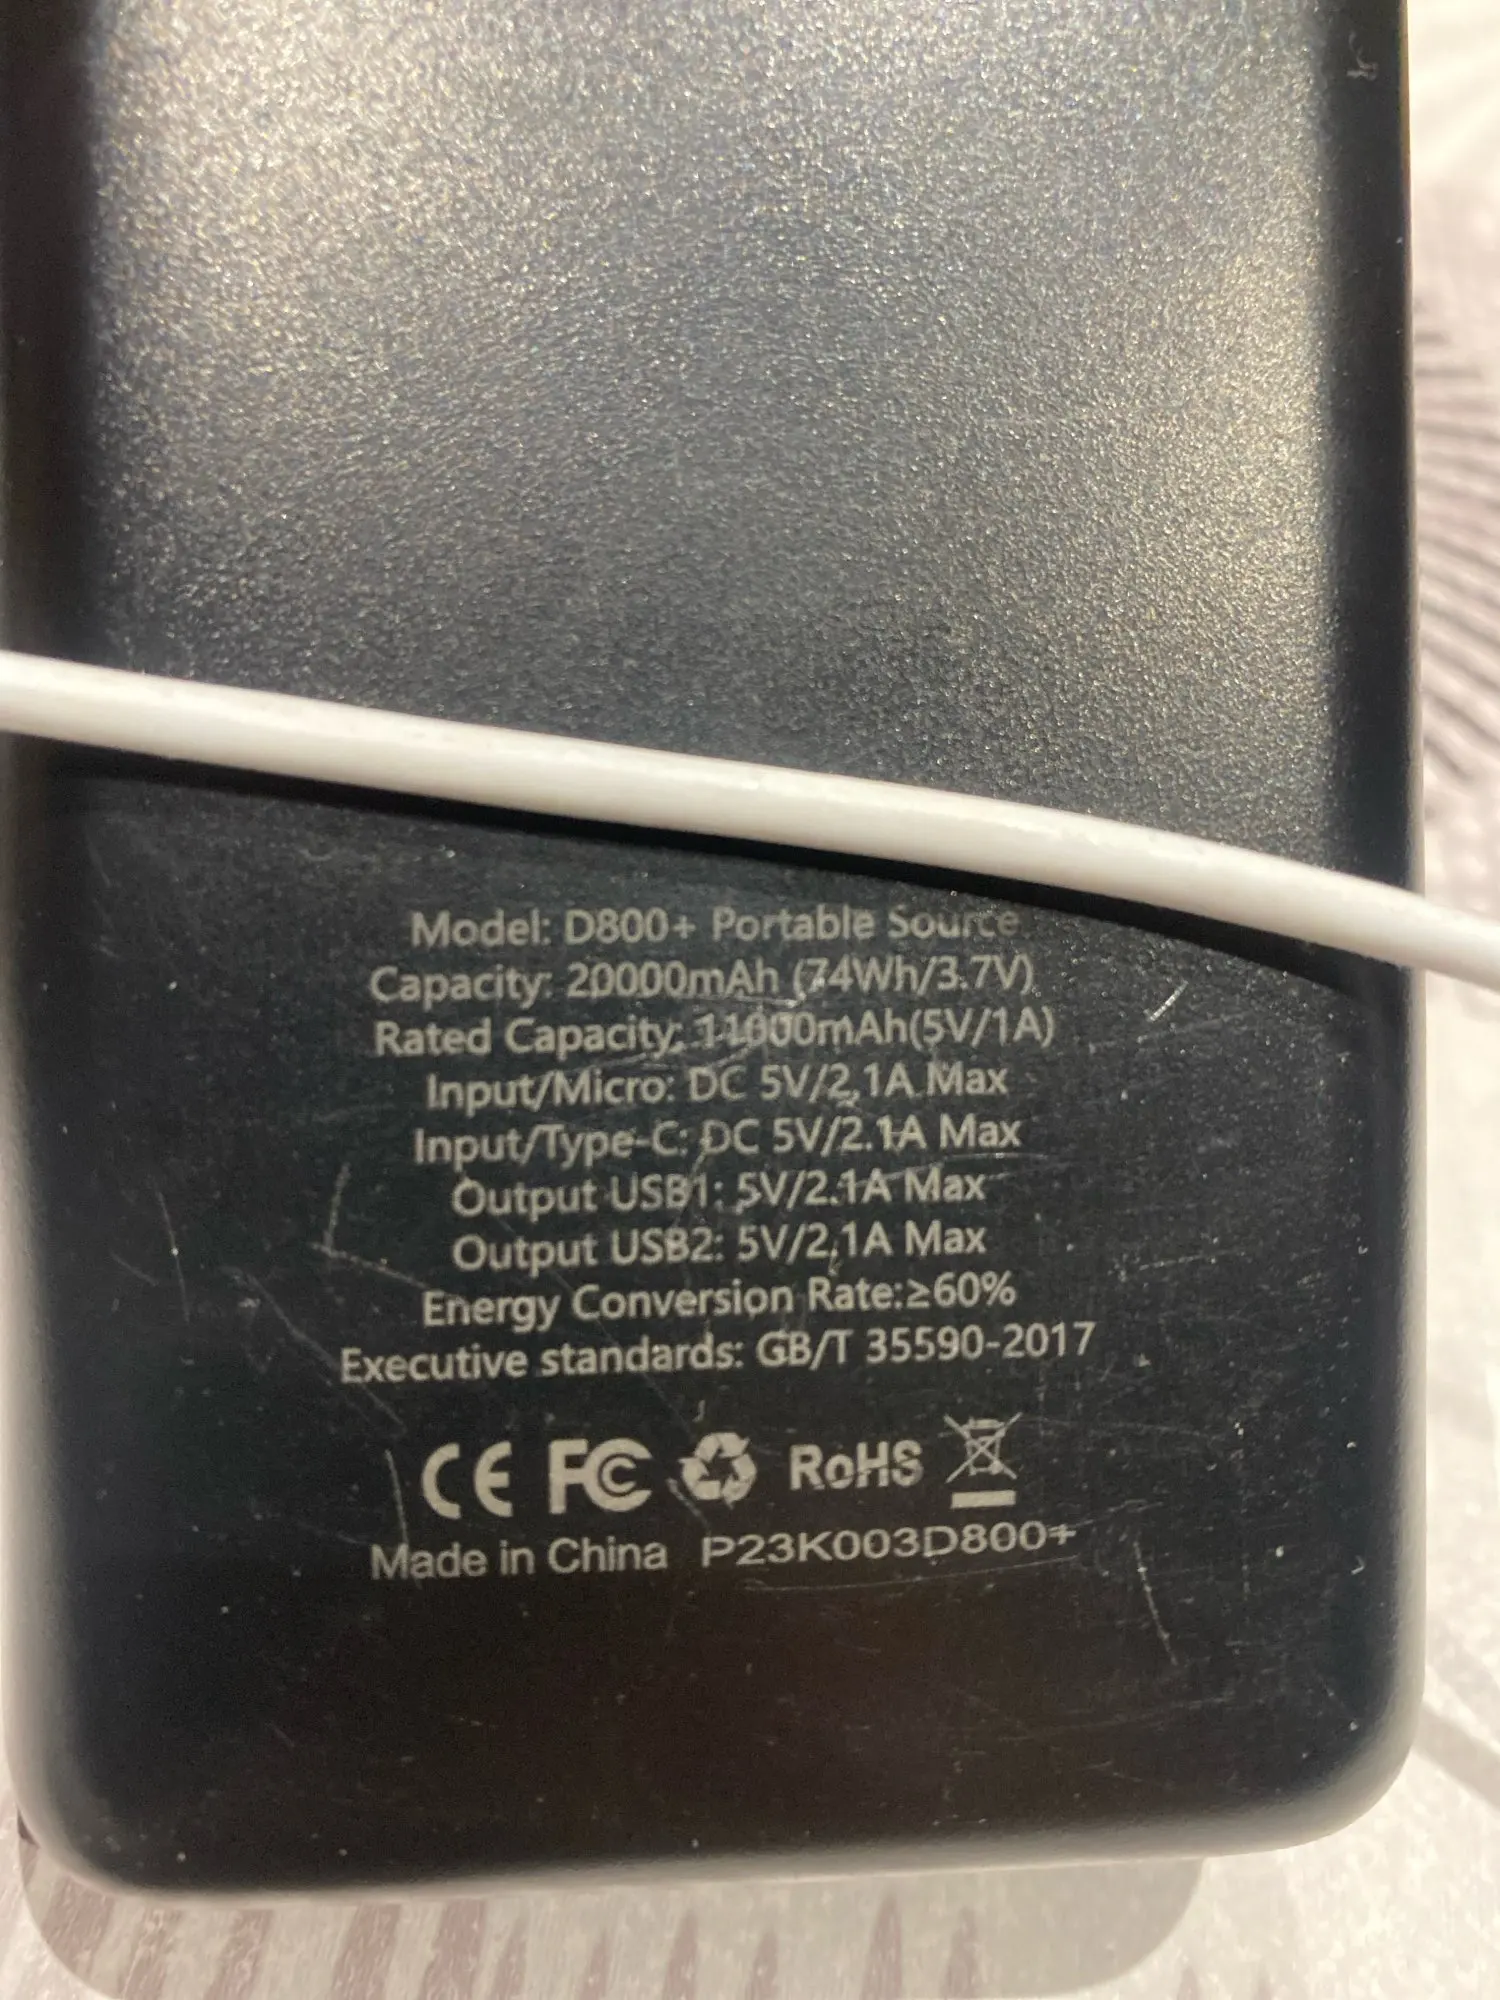 Model: D800+ Portable Source
Capacity: 20000mAh (74Wh/3.7V)
Rated Capacity: 11000mAh(5V/1A)
Input/Micro: DC 5V/2.1A Max
Input/Type-C: DC 5V/2.1A Max
Output USB1: 5V/2.1A Max
Output USB2: 5V/2.1A Max
Energy Conversion Rate:≥60%
Executive standards: GB/T 35590-2017
CE FC RoHS
Made in China P23K003D800+